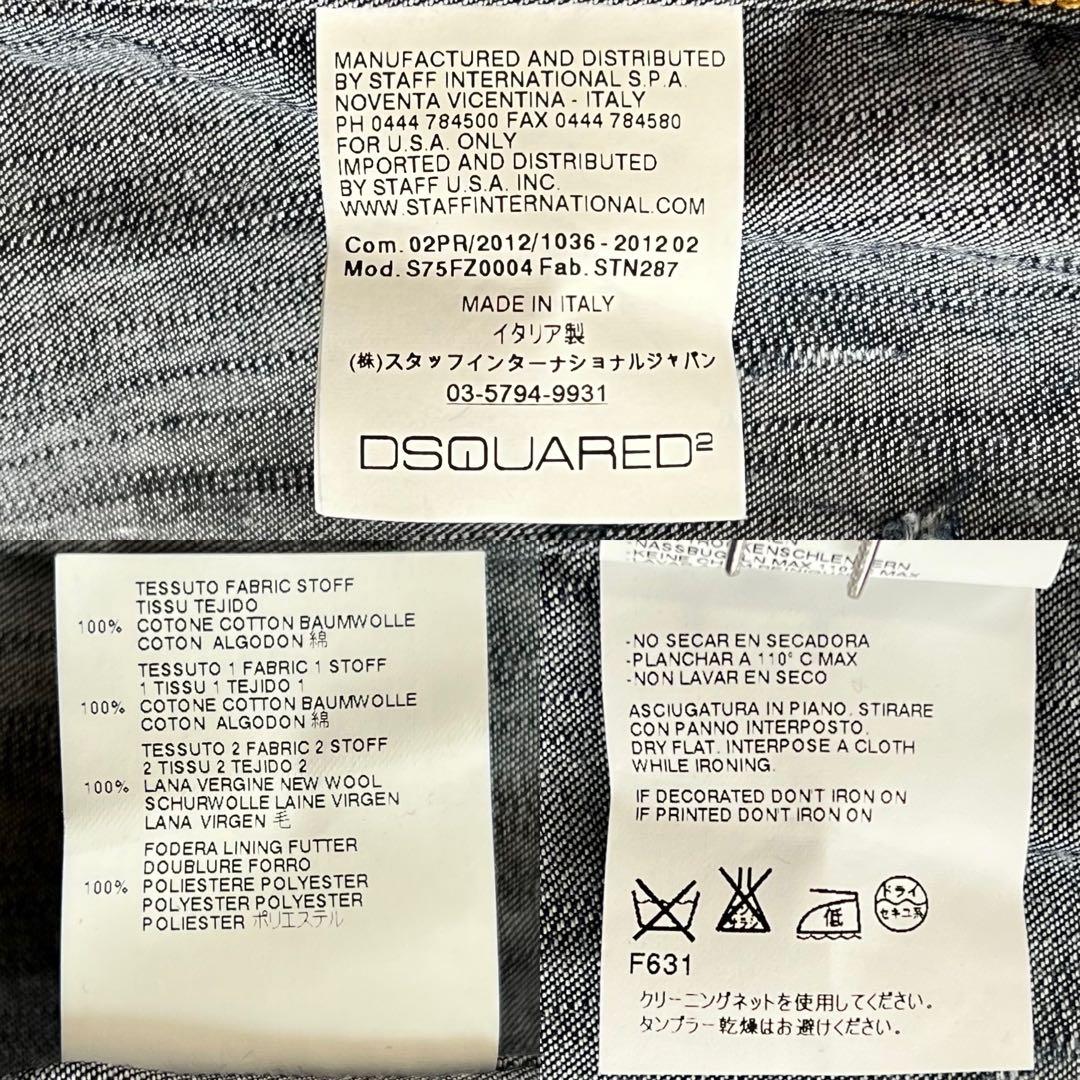 MANUFACTURED AND DISTRIBUTED
BY STAFF INTERNATIONAL S.P.A.
NOVENTA VICENTINA - ITALY
PH 0444 784500 FAX 0444 784580
FOR U.S.A. ONLY
IMPORTED AND DISTRIBUTED
BY STAFF U.S.A. INC.
WWW.STAFFINTERNATIONAL.COM
Com. 02PR/2012/1036 - 2012 02
Mod. S75FZ0004 Fab. STN287
MADE IN ITALY
イタリア製
(株)スタッフインターナショナルジャパン
03-5794-9931
DSQUARED2
TESSUTO FABRIC STOFF
TISSU TEJIDO
100% COTONE COTTON BAUMWOLLE
COTON ALGODON 綿
TESSUTO 1 FABRIC 1 STOFF
1 TISSU 1 TEJIDO 1
100% COTONE COTTON BAUMWOLLE
COTON ALGODON 綿
TESSUTO 2 FABRIC 2 STOFF
2 TISSU 2 TEJIDO 2
100% LANA VERGINE NEW WOOL
SCHURWOLLE LAINE VIRGEN
LANA VIRGEN 毛
FODERA LINING FUTTER
DOUBLURE FORRO
100% POLIESTERE POLYESTER
POLYESTER POLYESTER
POLIESTER ポリエステル
-NO SECAR EN SECADORA
-PLANCHAR A 110° C MAX
-NON LAVAR EN SECO
ASCIUGATURA IN PIANO. STIRARE
CON PANNO INTERPOSTO.
DRY FLAT. INTERPOSE A CLOTH
WHILE IRONING.
IF DECORATED DON'T IRON ON
IF PRINTED DON'T IRON ON
低
ドライ
セキユ系
F631
クリーニングネットを使用してください。
タンブラー乾燥はお避けください。